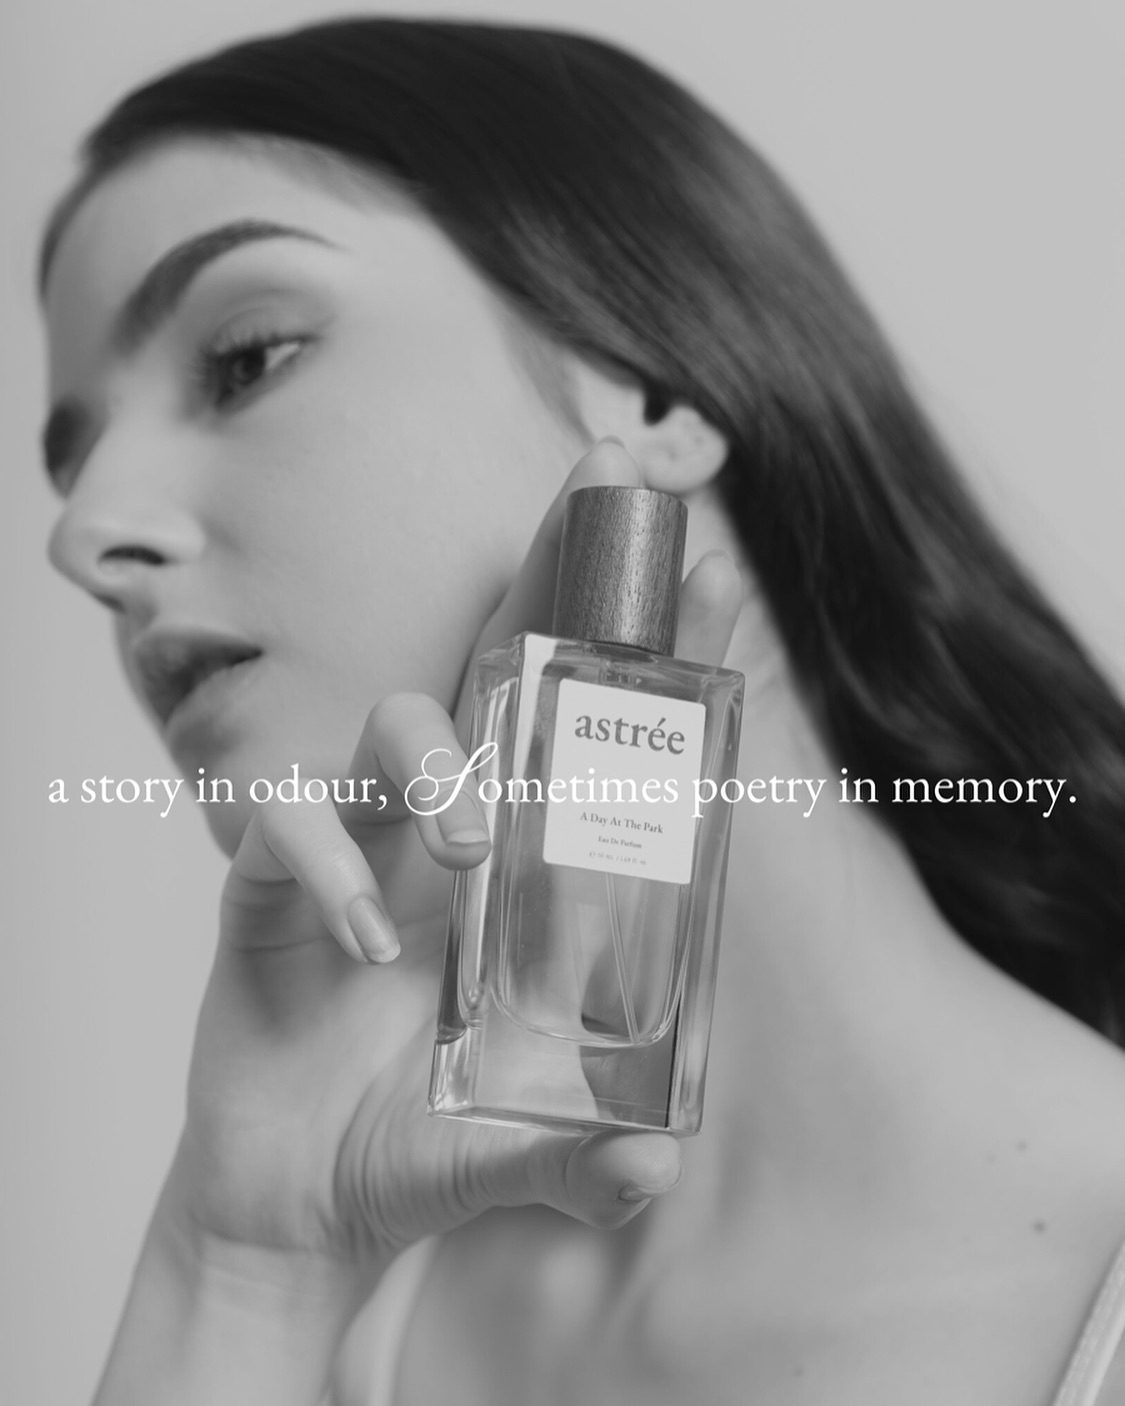 astrée
a story in odour, Sometimes poetry in memory.
A Day At The Park
Eau De Parfum